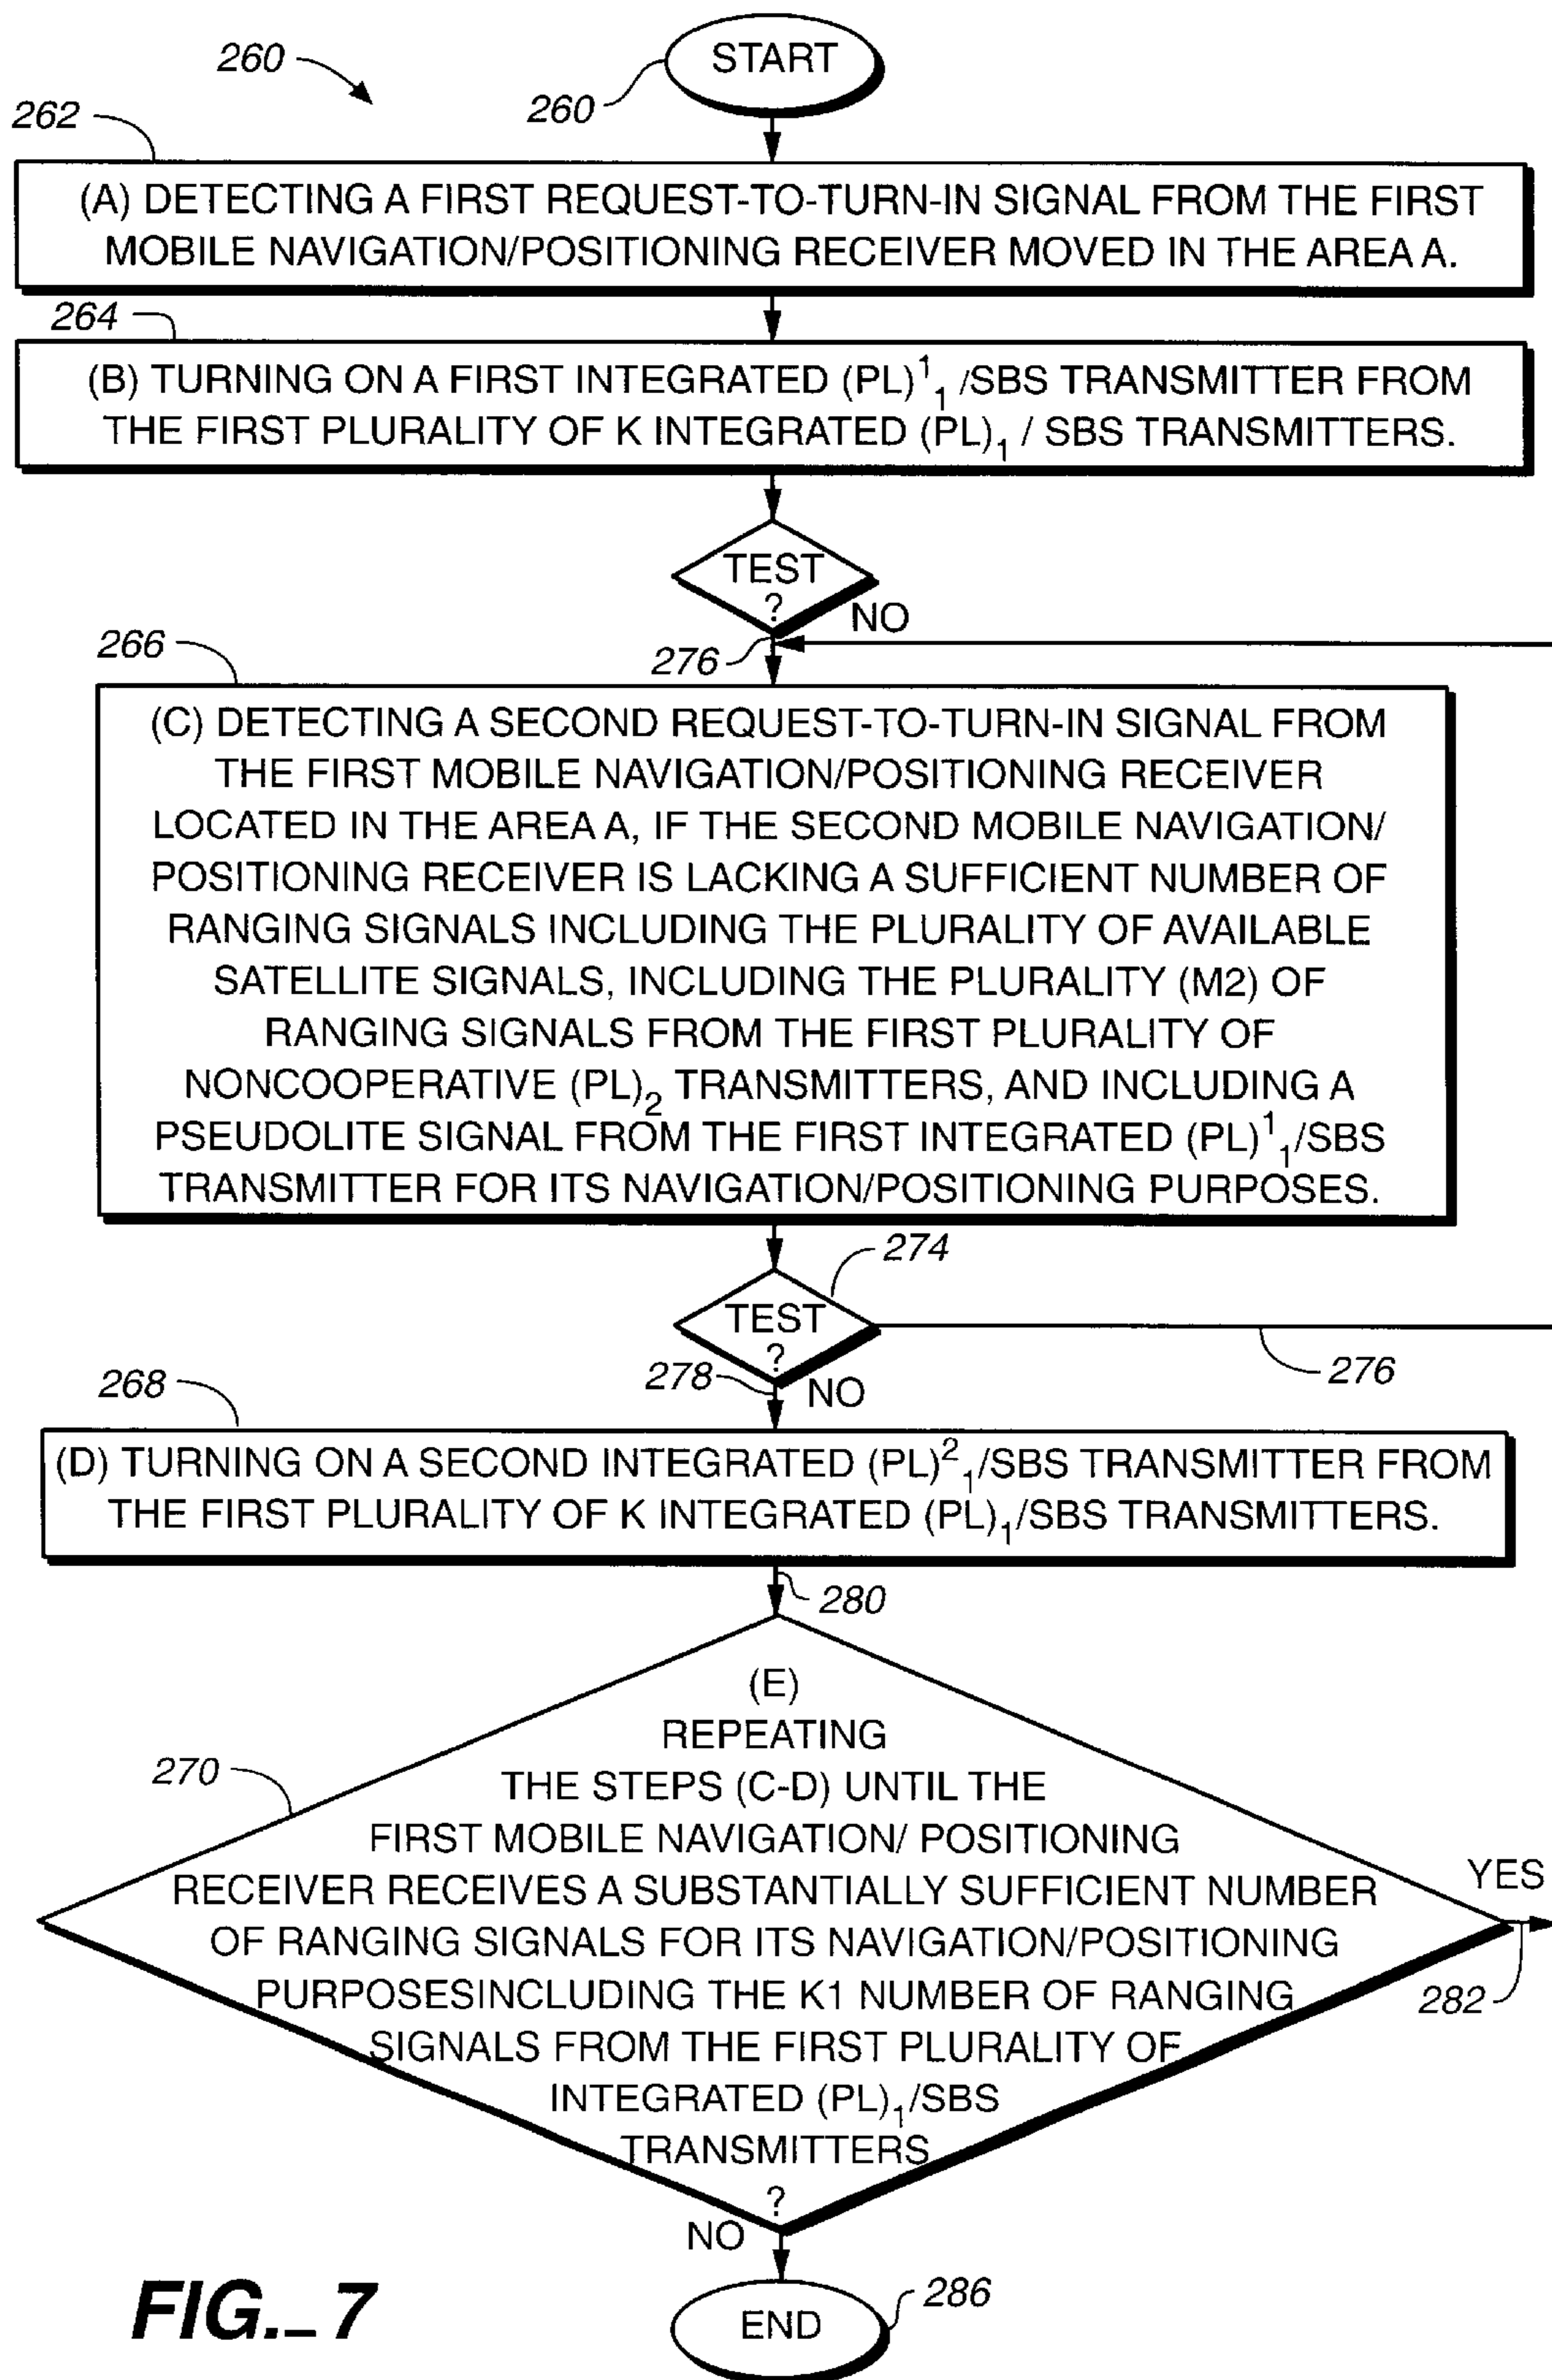 260
START
260
262
(A) DETECTING A FIRST REQUEST-TO-TURN-IN SIGNAL FROM THE FIRST
MOBILE NAVIGATION/POSITIONING RECEIVER MOVED IN THE AREA A.
264
(B) TURNING ON A FIRST INTEGRATED (PL)¹₁ /SBS TRANSMITTER FROM
THE FIRST PLURALITY OF K INTEGRATED (PL)₁ / SBS TRANSMITTERS.
TEST
?
NO
266
276
(C) DETECTING A SECOND REQUEST-TO-TURN-IN SIGNAL FROM
THE FIRST MOBILE NAVIGATION/POSITIONING RECEIVER
LOCATED IN THE AREA A, IF THE SECOND MOBILE NAVIGATION/
POSITIONING RECEIVER IS LACKING A SUFFICIENT NUMBER OF
RANGING SIGNALS INCLUDING THE PLURALITY OF AVAILABLE
SATELLITE SIGNALS, INCLUDING THE PLURALITY (M2) OF
RANGING SIGNALS FROM THE FIRST PLURALITY OF
NONCOOPERATIVE (PL)₂ TRANSMITTERS, AND INCLUDING A
PSEUDOLITE SIGNAL FROM THE FIRST INTEGRATED (PL)¹₁/SBS
TRANSMITTER FOR ITS NAVIGATION/POSITIONING PURPOSES.
274
TEST
?
276
278
NO
268
(D) TURNING ON A SECOND INTEGRATED (PL)²₁/SBS TRANSMITTER FROM
THE FIRST PLURALITY OF K INTEGRATED (PL)₁/SBS TRANSMITTERS.
280
(E)
REPEATING
270
THE STEPS (C-D) UNTIL THE
FIRST MOBILE NAVIGATION/ POSITIONING
YES
RECEIVER RECEIVES A SUBSTANTIALLY SUFFICIENT NUMBER
OF RANGING SIGNALS FOR ITS NAVIGATION/POSITIONING
PURPOSESINCLUDING THE K1 NUMBER OF RANGING
282
SIGNALS FROM THE FIRST PLURALITY OF
INTEGRATED (PL)₁/SBS
TRANSMITTERS
?
NO
286
END
FIG._ 7